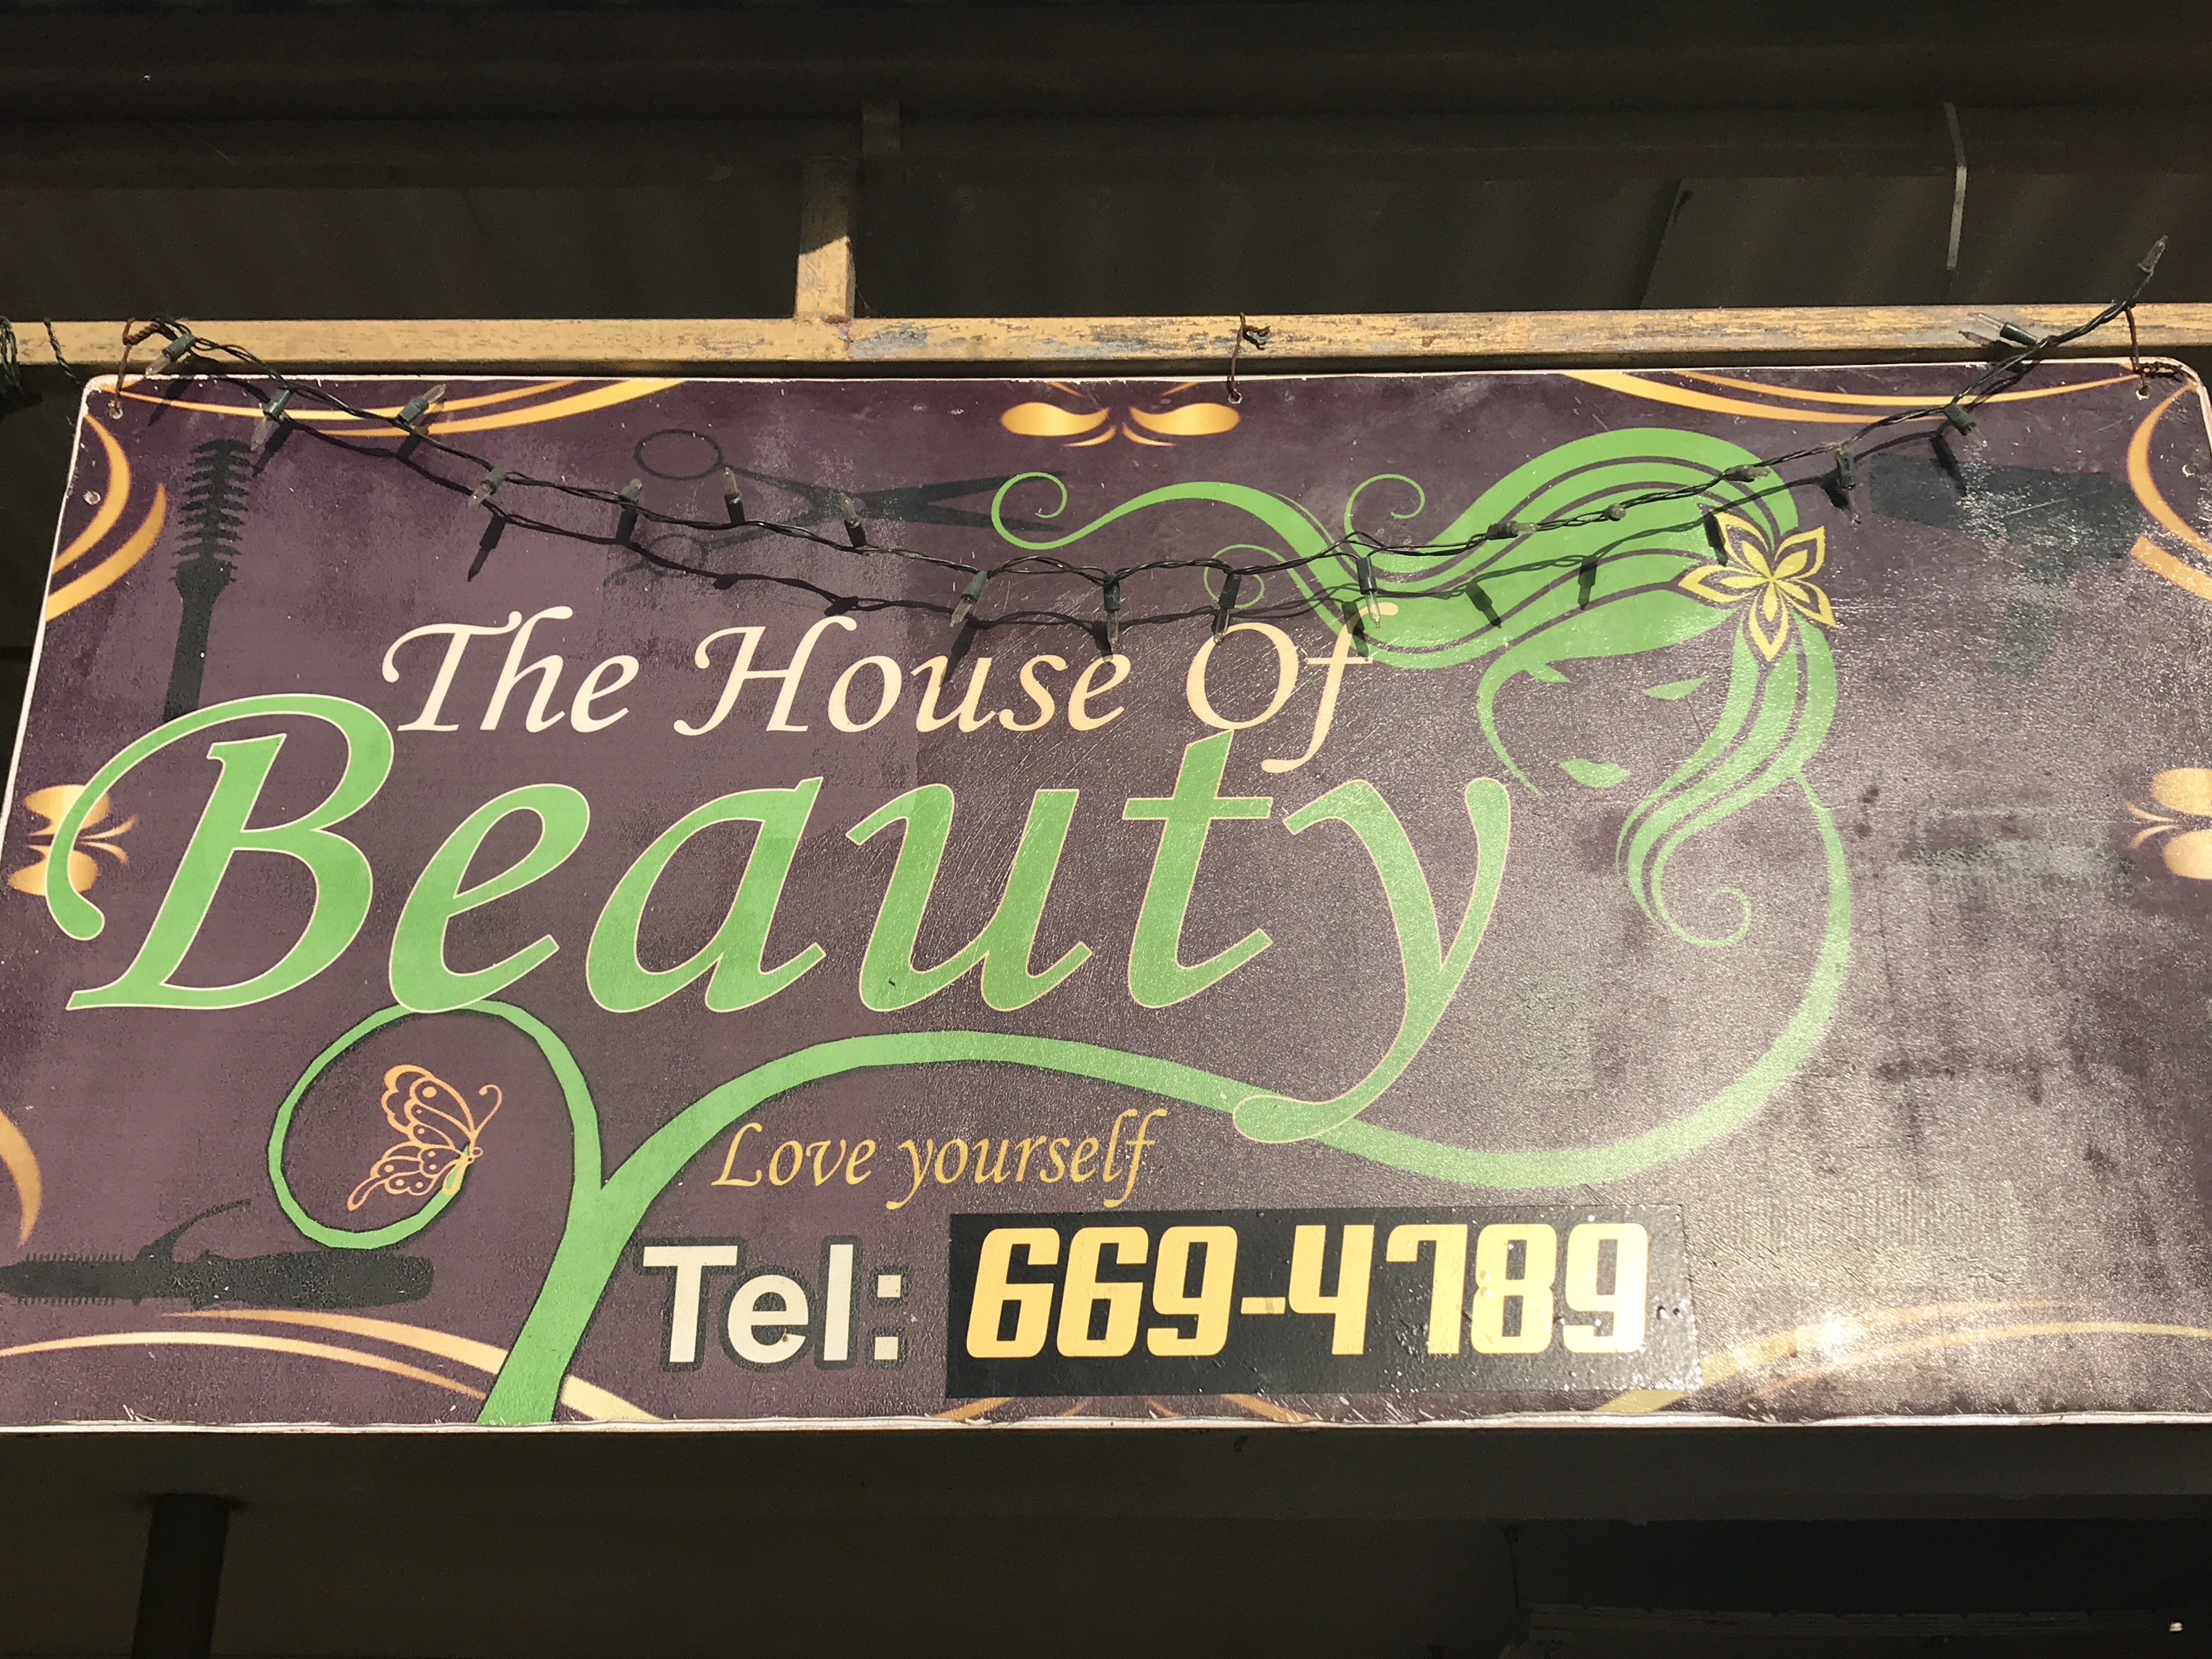 The House Of
Beauty
Love yourself
Tel: 669-4789